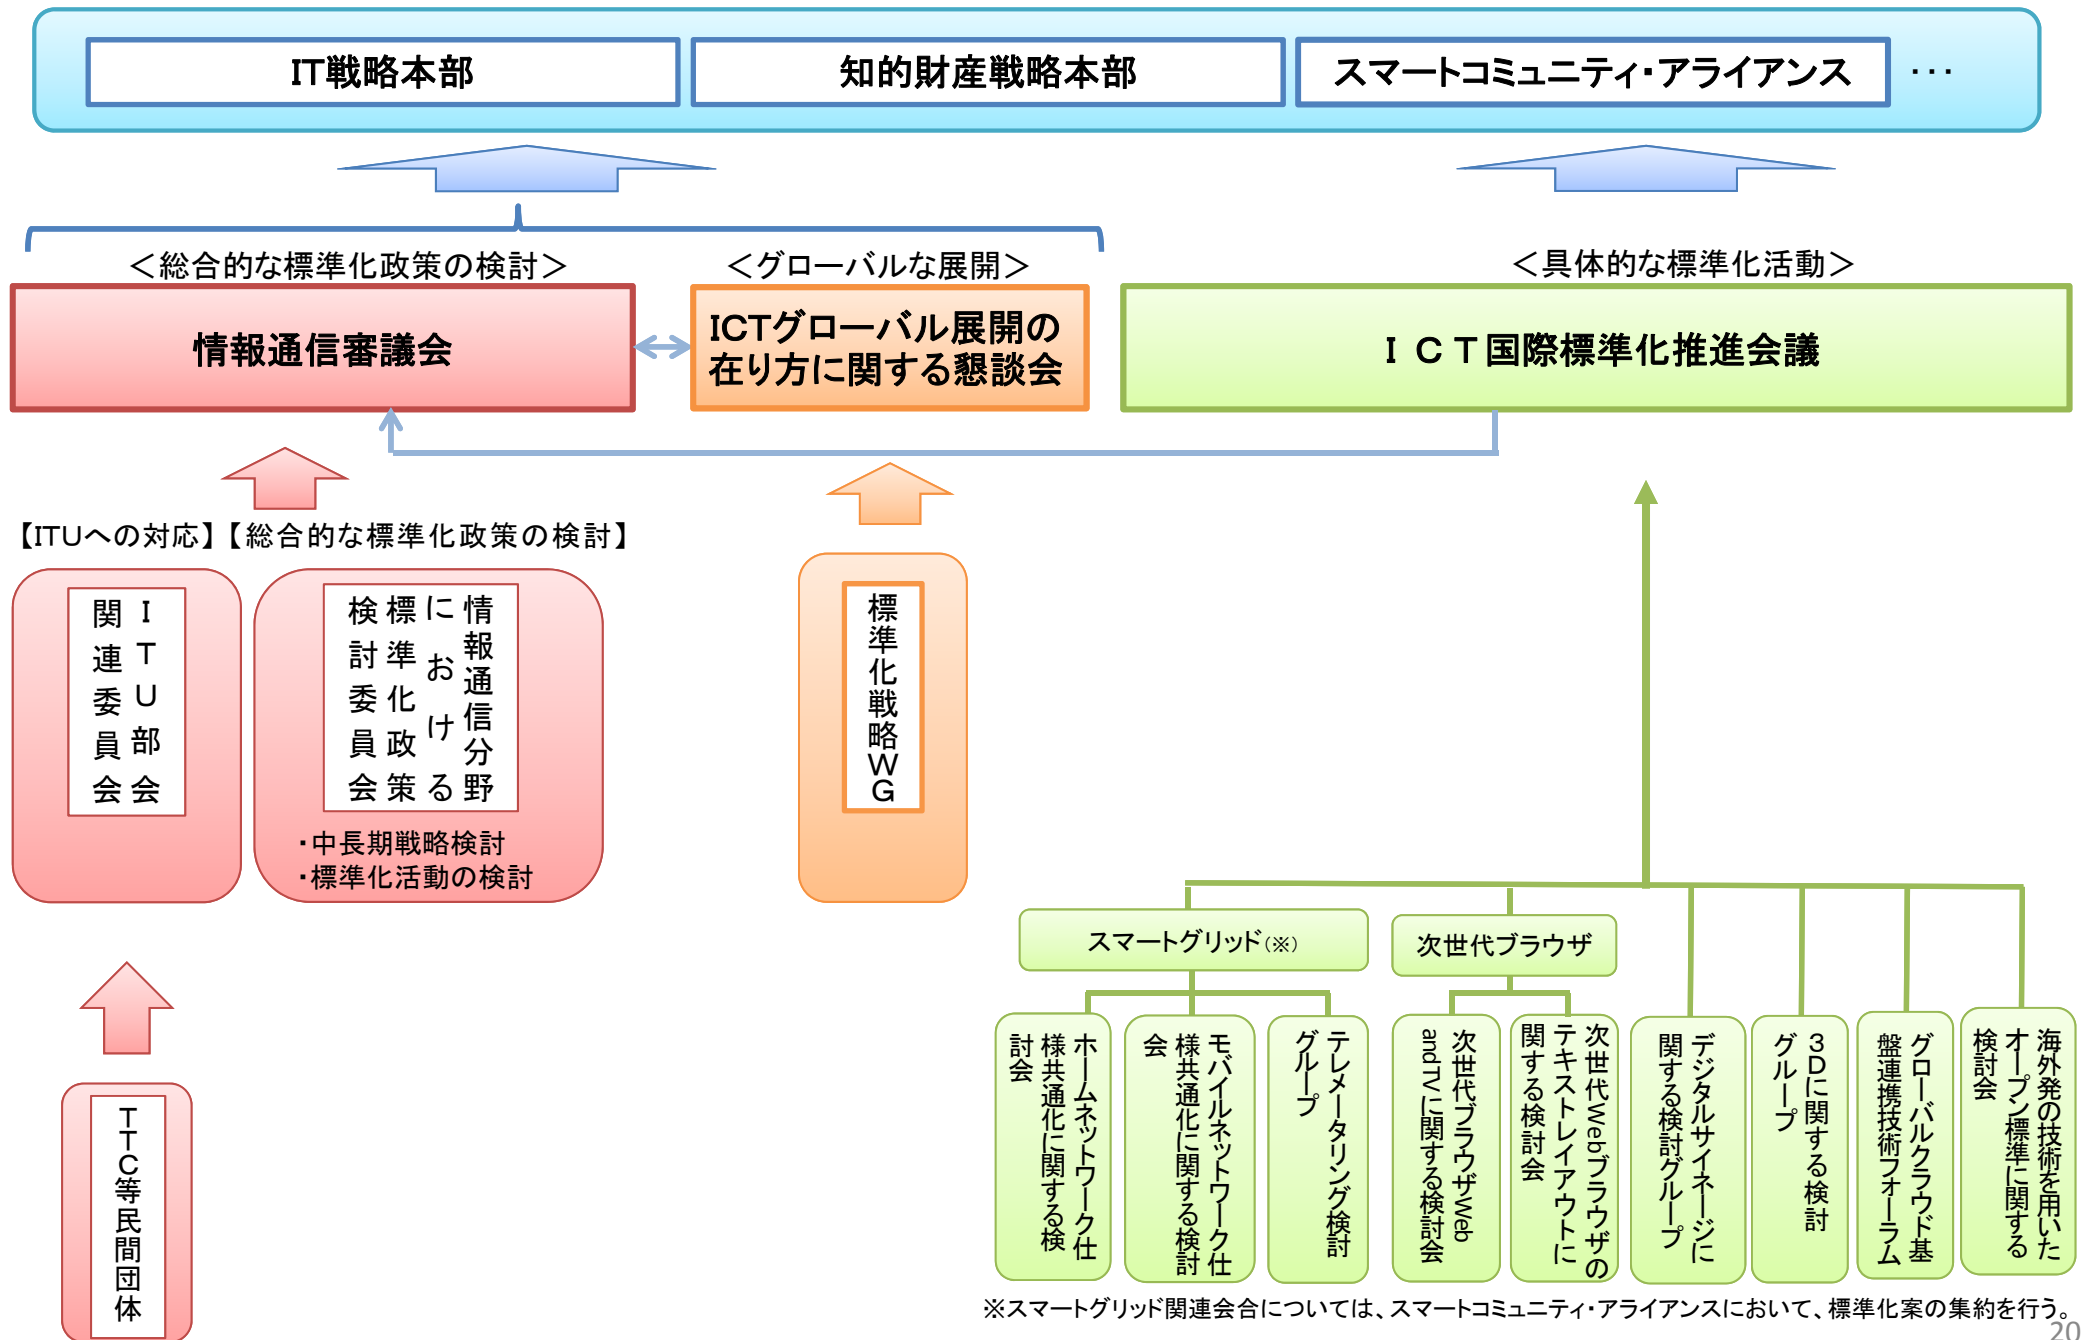 IT戦略本部
知的財産戦略本部
スマートコミュニティ・アライアンス
・・・
＜総合的な標準化政策の検討＞
＜グローバルな展開＞
＜具体的な標準化活動＞
情報通信審議会
ICTグローバル展開の
在り方に関する懇談会
ＩＣＴ国際標準化推進会議
【ITUへの対応】
【総合的な標準化政策の検討】
ＩＴＵ部会
関連委員会
情報通信分野
における
標準化政策
検討委員会
・中長期戦略検討
・標準化活動の検討
標準化戦略ＷＧ
ＴＴＣ等民間団体
スマートグリッド（※）
次世代ブラウザ
ホームネットワーク仕
様共通化に関する検
討会
モバイルネットワーク仕
様共通化に関する検討
会
テレメータリング検討
グループ
次世代ブラウザWeb
and TVに関する検討会
次世代Webブラウザの
テキストレイアウトに
関する検討会
デジタルサイネージに
関する検討グループ
３Dに関する検討
グループ
グローバルクラウド基
盤連携技術フォーラム
海外発の技術を用いた
オープン標準に関する
検討会
※スマートグリッド関連会合については、スマートコミュニティ・アライアンスにおいて、標準化案の集約を行う。
20